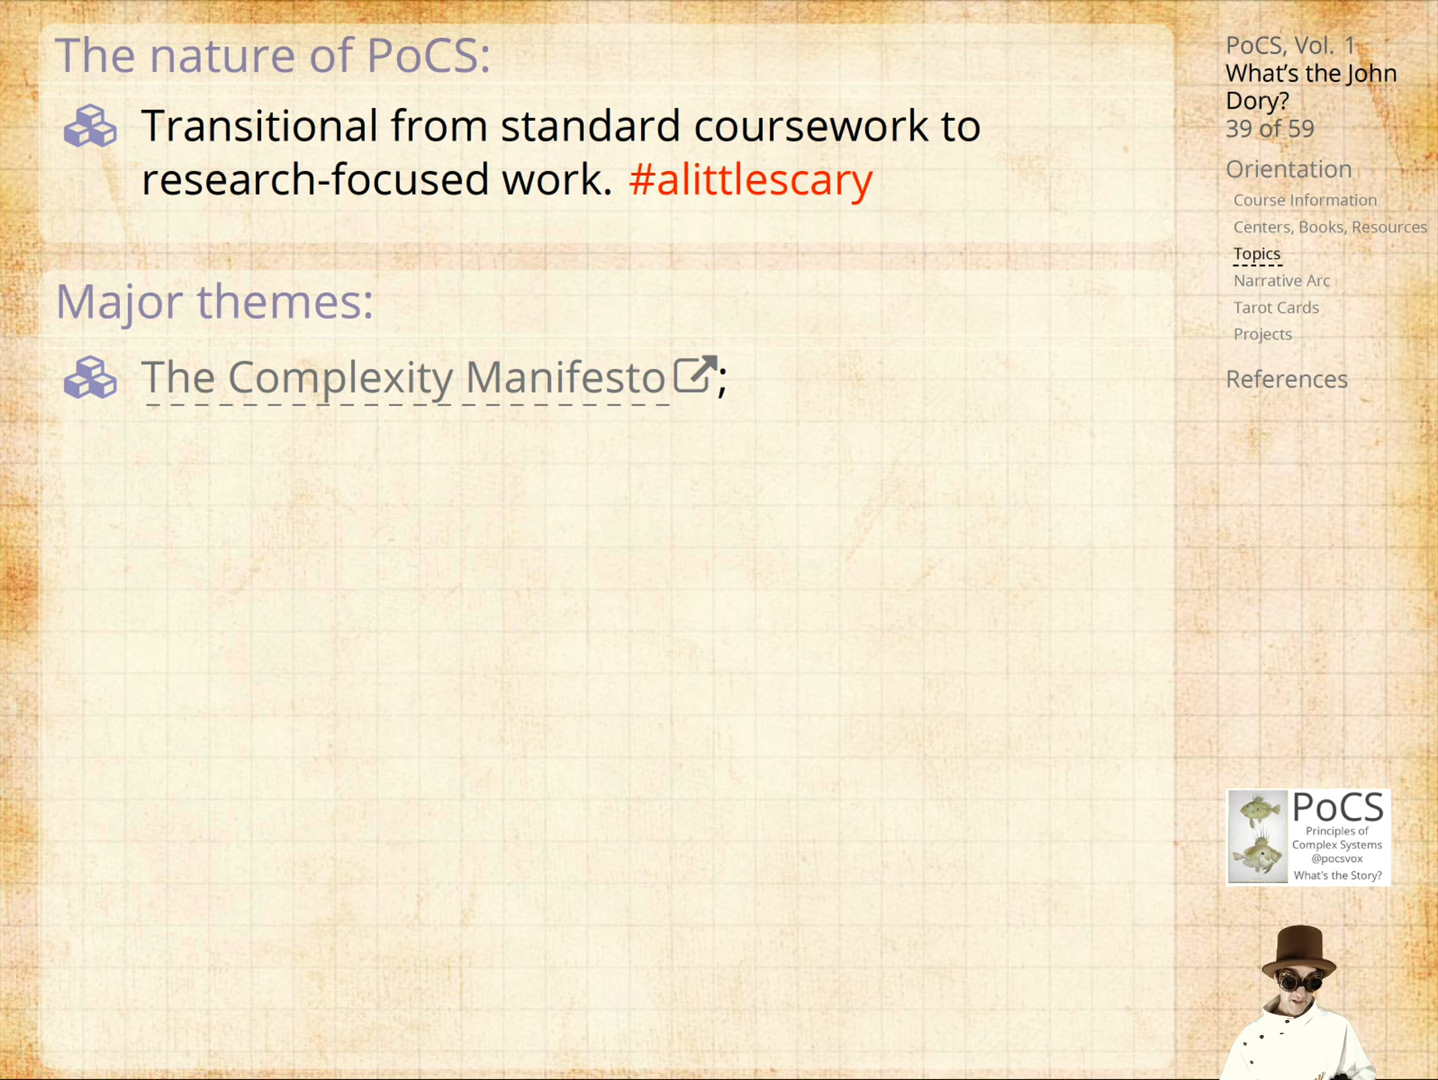 The nature of PoCS:
Transitional from standard coursework to
research-focused work. #alittlescary
Major themes:
The Complexity Manifesto;
PoCS, Vol. 1
What's the John
Dory?
39 of 59
Orientation
Course Information
Centers, Books, Resources
Topics
Narrative Arc
Tarot Cards
Projects
References
PoCS
Principles of
Complex Systems
@pocsvox
What's the Story?